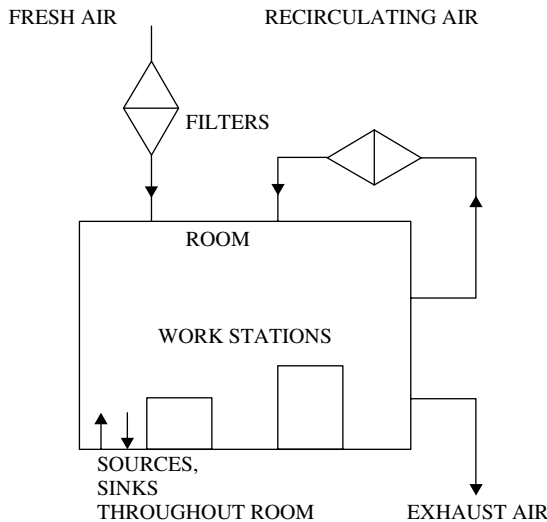 FRESH AIR
RECIRCULATING AIR
FILTERS
ROOM
WORK STATIONS
SOURCES,
SINKS
THROUGHOUT ROOM
EXHAUST AIR